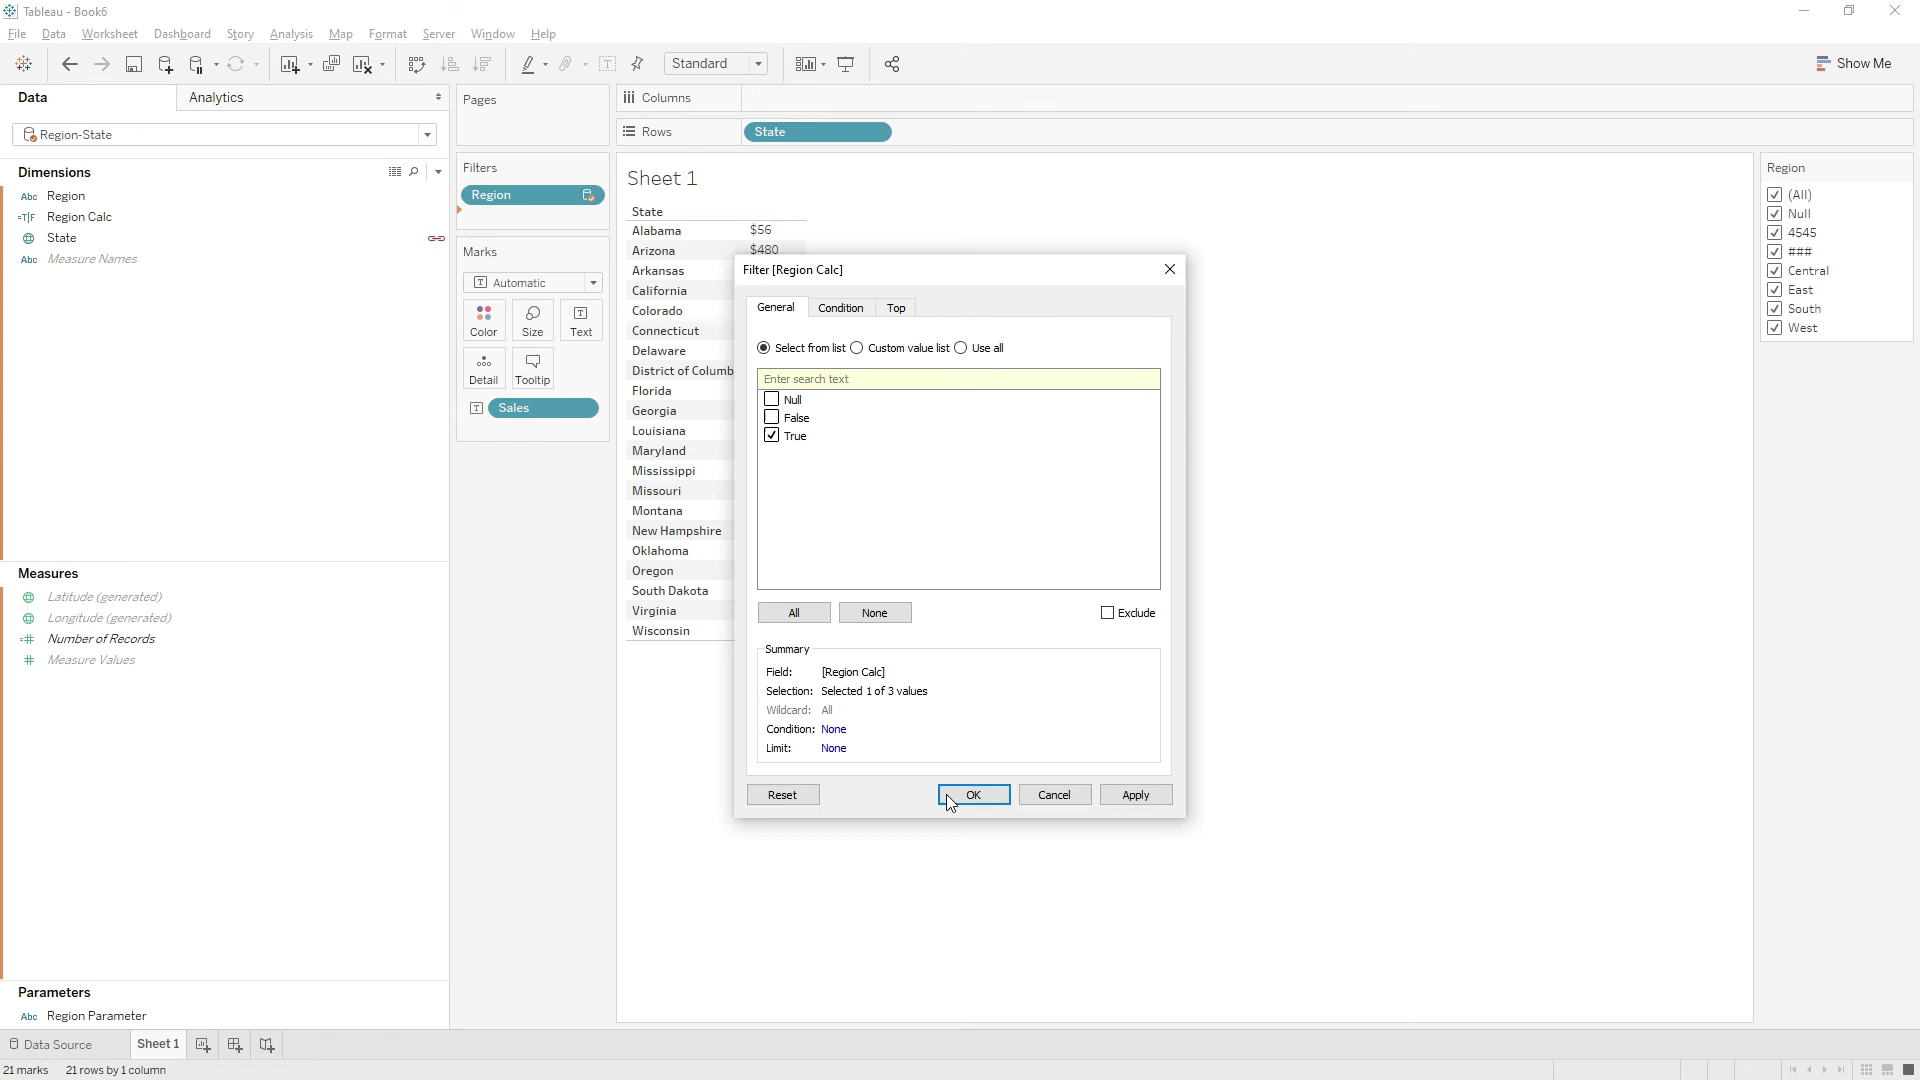 Tableau - Book6
File Data Worksheet Dashboard Story Analysis Map Format Server Window Help
Standard
Show Me
Data
Analytics
Region-State
Dimensions
Abc Region
=T|F Region Calc
State
Abc Measure Names
Measures
Latitude (generated)
Longitude (generated)
=# Number of Records
# Measure Values
Parameters
Abc Region Parameter
Pages
Filters
Region
Marks
Automatic
Color Size Text
Detail Tooltip
Sales
Columns
Rows
State
Sheet 1
State
Alabama $56
Arizona $480
Arkansas
California
Colorado
Connecticut
Delaware
District of Columb
Florida
Georgia
Louisiana
Maryland
Mississippi
Missouri
Montana
New Hampshire
Oklahoma
Oregon
South Dakota
Virginia
Wisconsin
Filter [Region Calc]
General Condition Top
Select from list Custom value list Use all
Enter search text
Null
False
True
All None Exclude
Summary
Field: [Region Calc]
Selection: Selected 1 of 3 values
Wildcard: All
Condition: None
Limit: None
Reset OK Cancel Apply
Region
(All)
Null
4545
###
Central
East
South
West
Data Source Sheet 1
21 marks 21 rows by 1 column